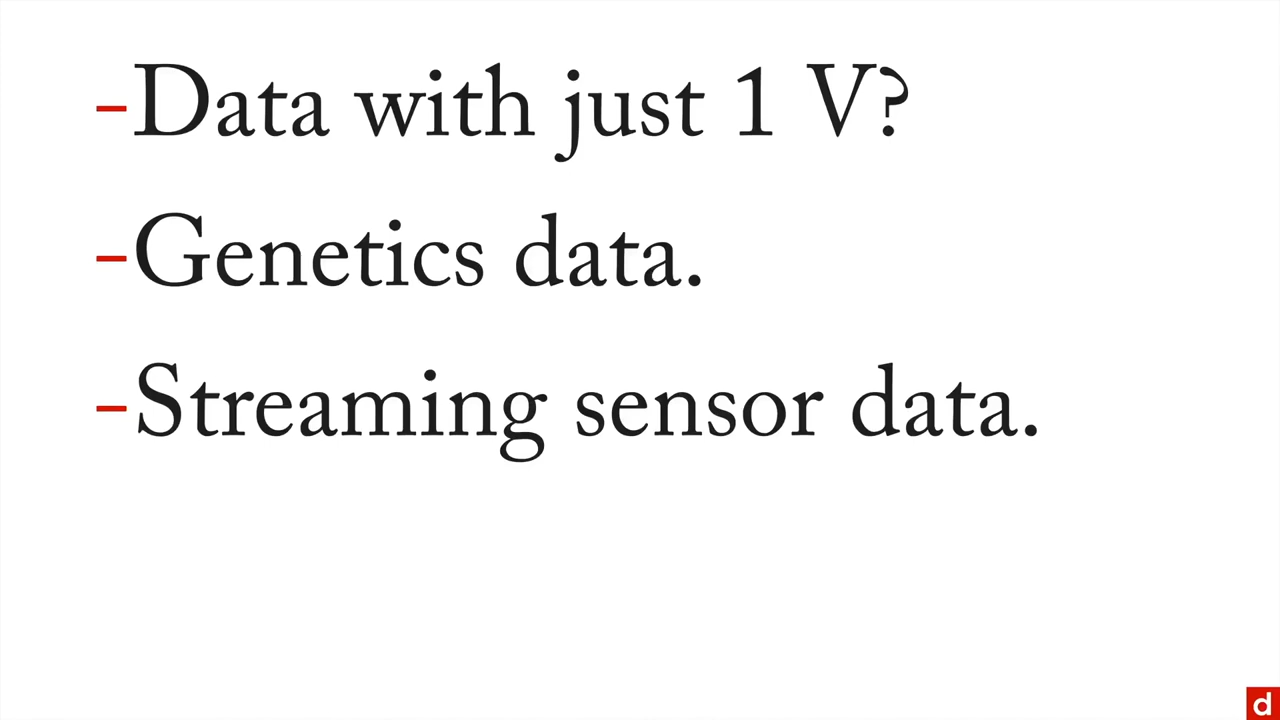 -Data with just 1 V?
-Genetics data.
-Streaming sensor data.
d